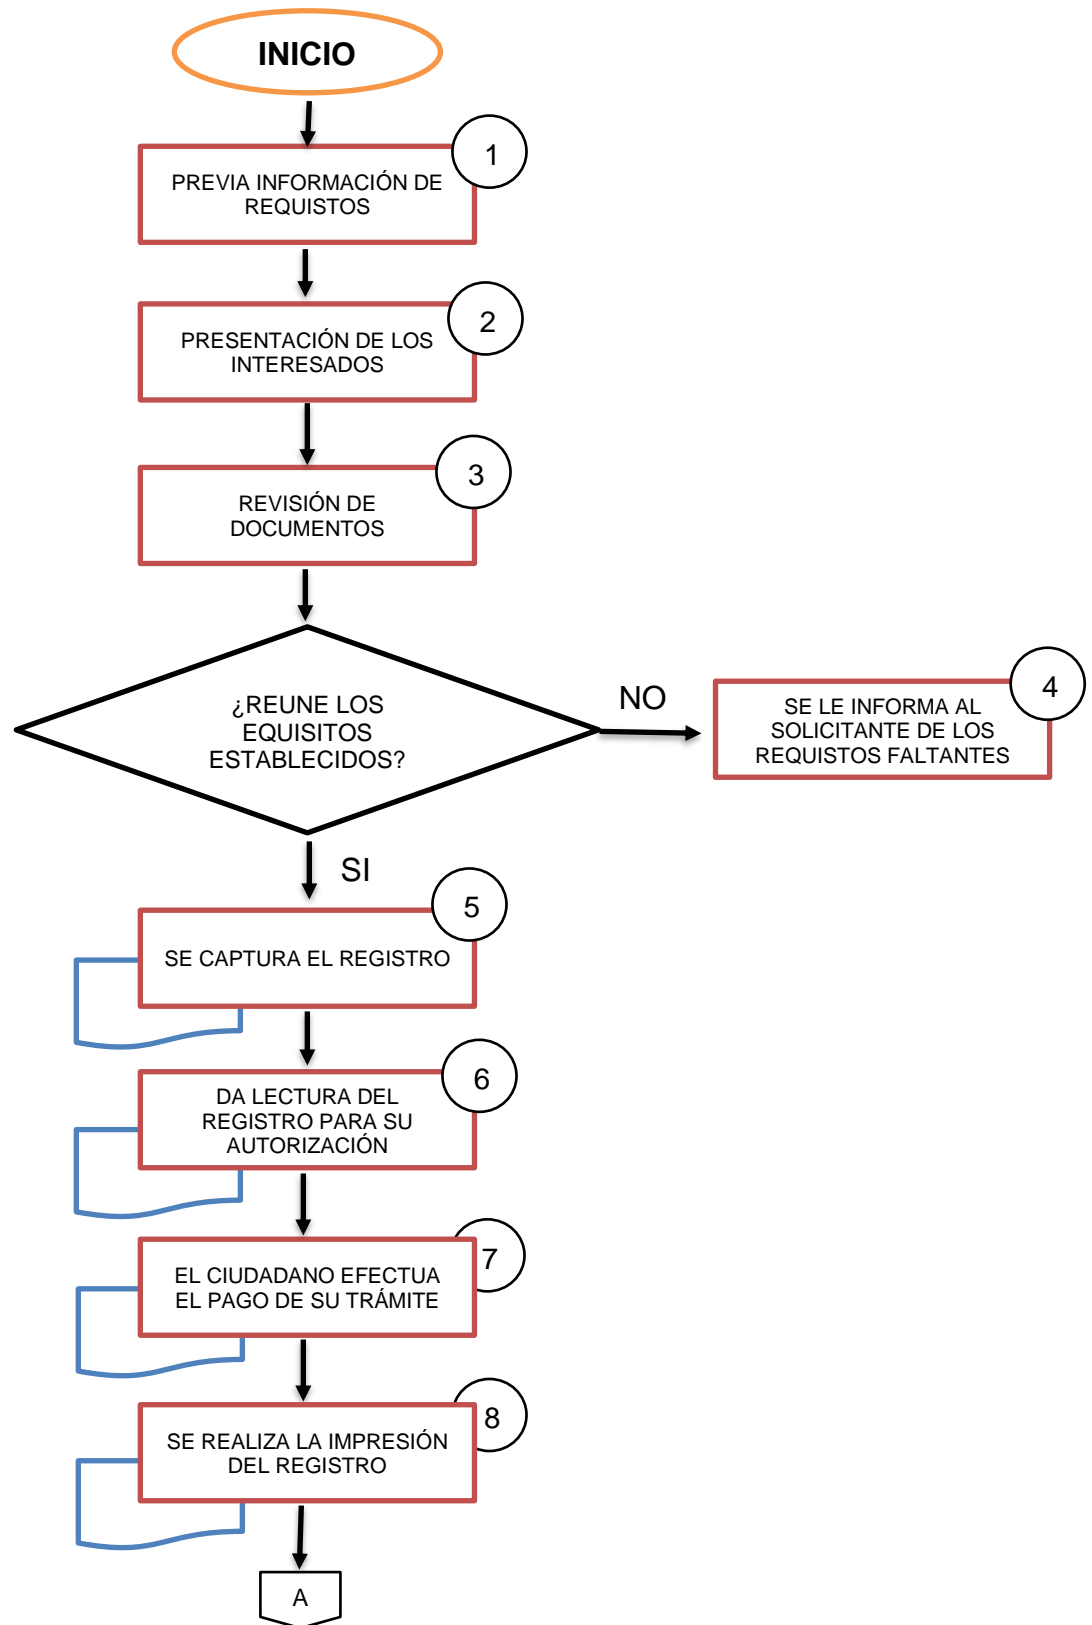 INICIO
1
PREVIA INFORMACIÓN DE
REQUISTOS
2
PRESENTACIÓN DE LOS
INTERESADOS
3
REVISIÓN DE
DOCUMENTOS
¿REUNE LOS
EQUISITOS
ESTABLECIDOS?
NO
4
SE LE INFORMA AL
SOLICITANTE DE LOS
REQUISTOS FALTANTES
SI
5
SE CAPTURA EL REGISTRO
6
DA LECTURA DEL
REGISTRO PARA SU
AUTORIZACIÓN
7
EL CIUDADANO EFECTUA
EL PAGO DE SU TRÁMITE
8
SE REALIZA LA IMPRESIÓN
DEL REGISTRO
A